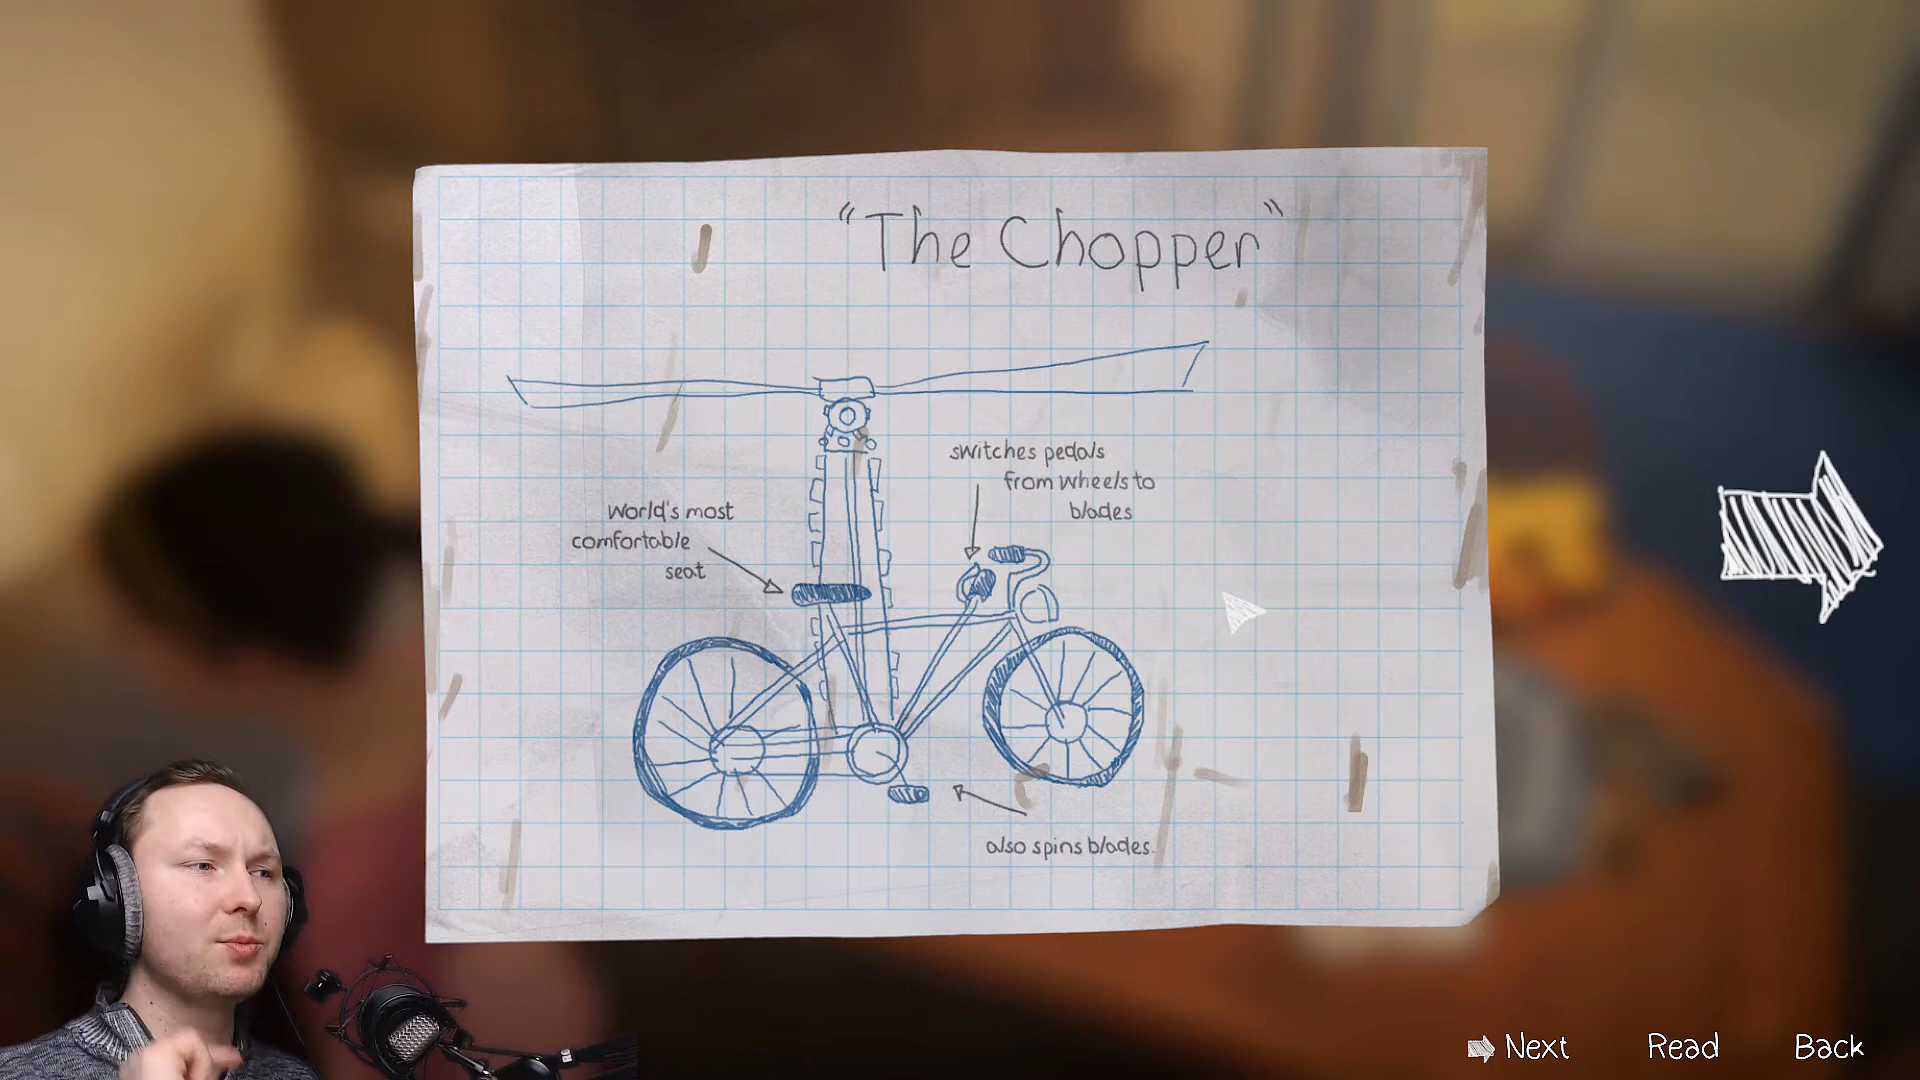 “The Chopper”
switches pedals
from wheels to
blades
World's most
comfortable
seat
also spins blades.
Next
Read
Back